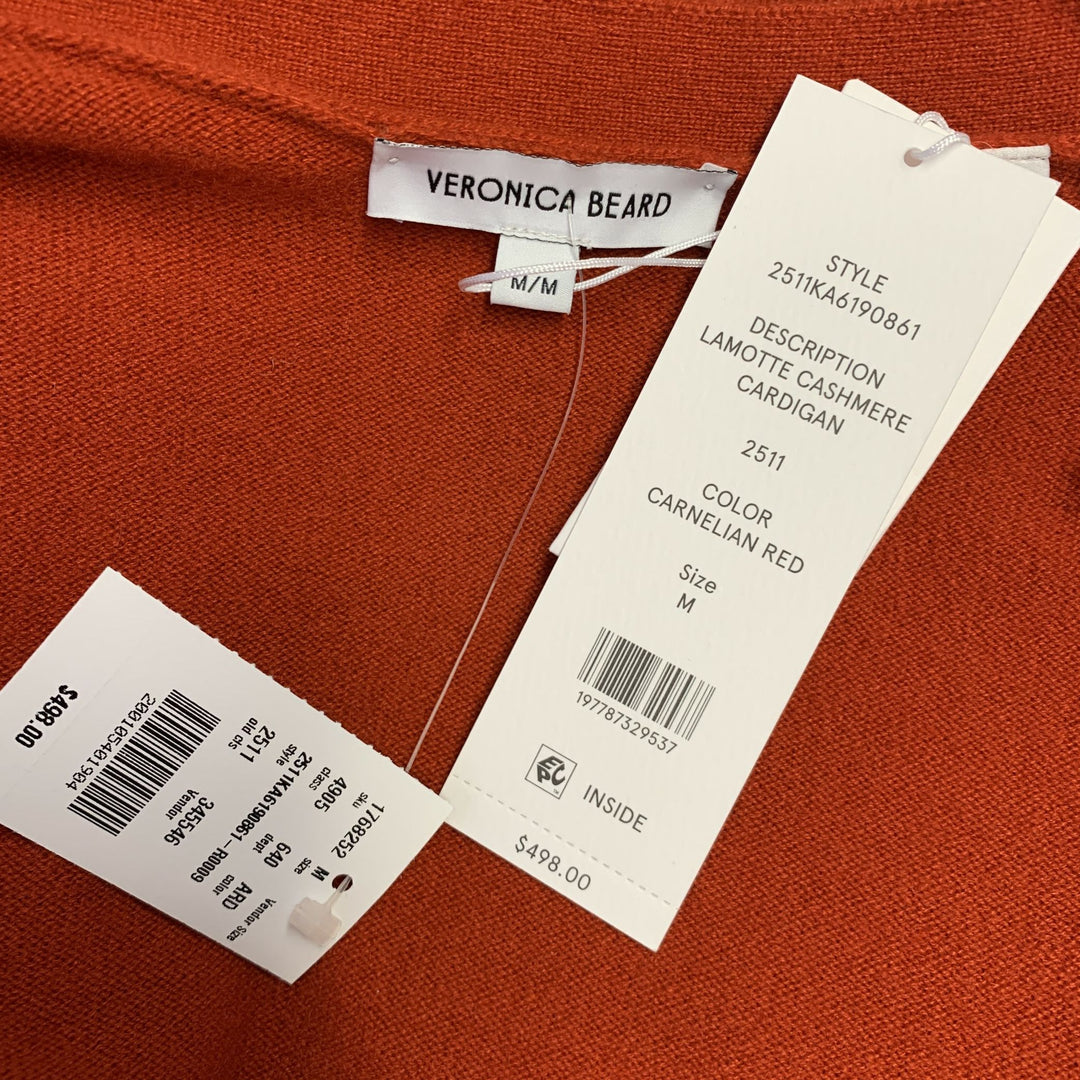 VERONICA BEARD
M/M
STYLE
2511KA6190861
DESCRIPTION
LAMOTTE CASHMERE
CARDIGAN
2511
COLOR
CARNELIAN RED
Size
M
197787329537
EPC
™
INSIDE
$498.00
1768252 M
sku size Vendor Size
4905 640 ARD
class dept color
2511KA6190861-R0009
style
2511 345546
old cls Vendor
200105401904
$498.00